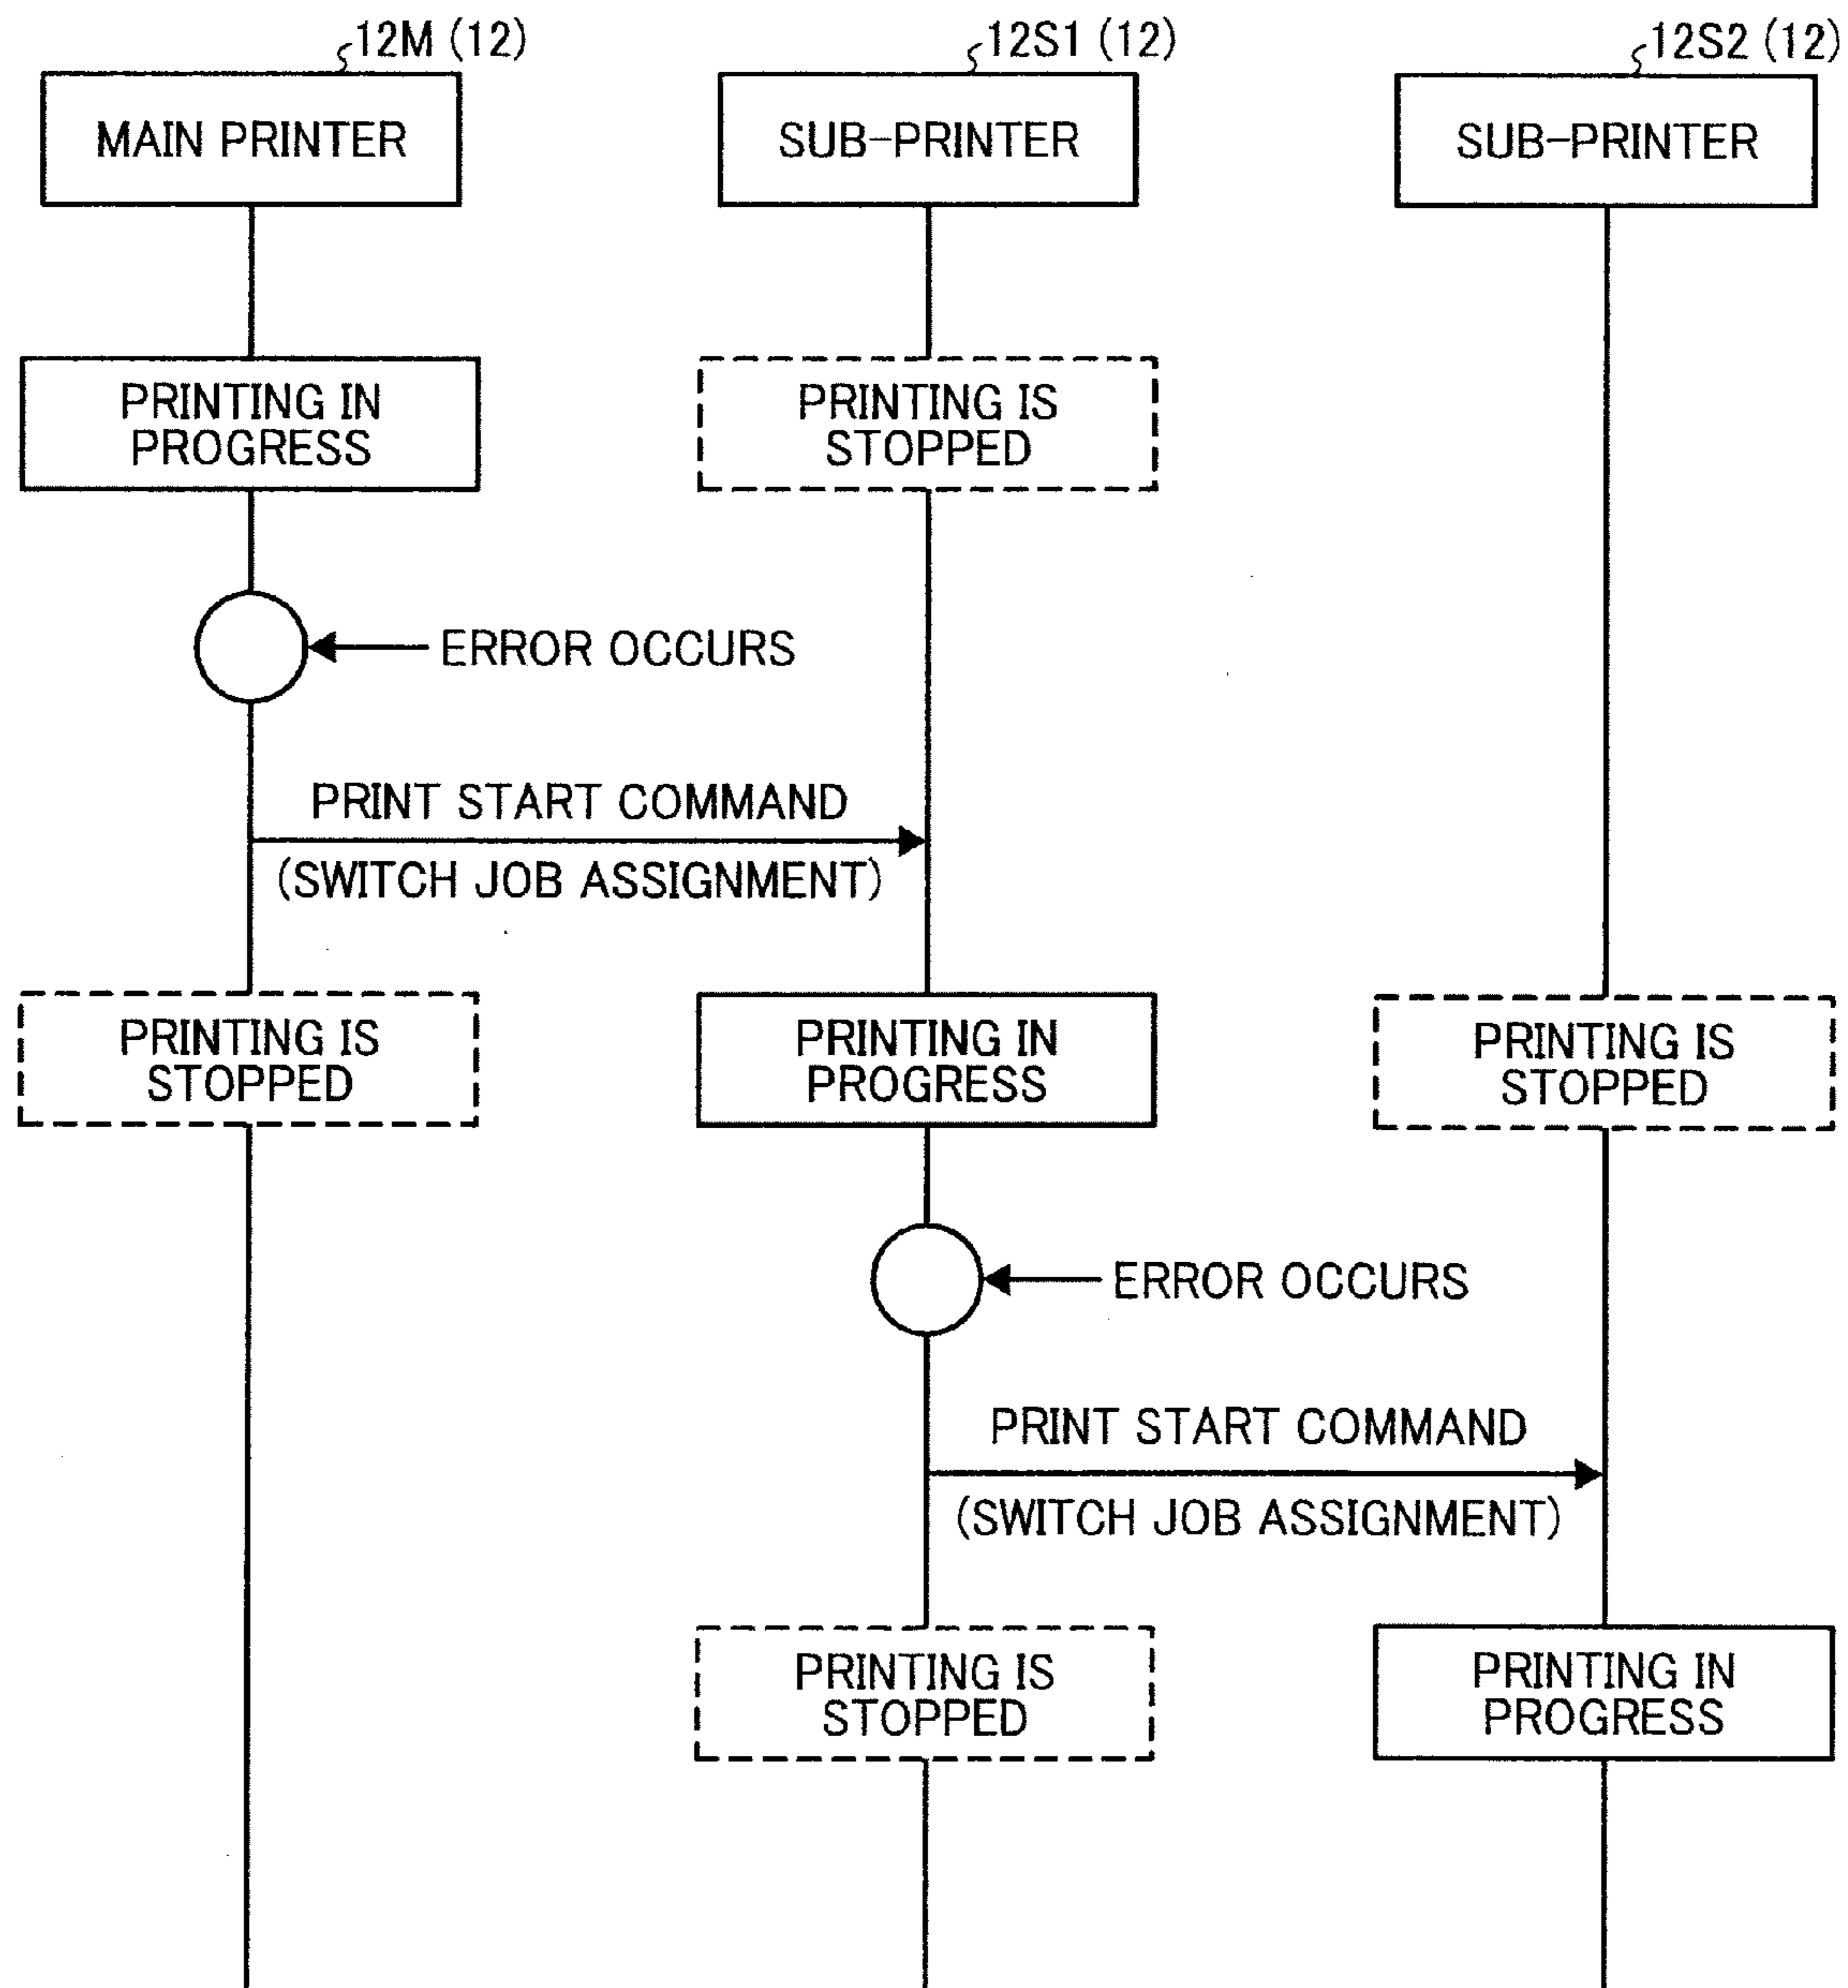 12M (12)
12S1 (12)
12S2 (12)
MAIN PRINTER
SUB-PRINTER
SUB-PRINTER
PRINTING IN
PROGRESS
PRINTING IS
STOPPED
ERROR OCCURS
PRINT START COMMAND
(SWITCH JOB ASSIGNMENT)
PRINTING IS
STOPPED
PRINTING IN
PROGRESS
PRINTING IS
STOPPED
ERROR OCCURS
PRINT START COMMAND
(SWITCH JOB ASSIGNMENT)
PRINTING IS
STOPPED
PRINTING IN
PROGRESS